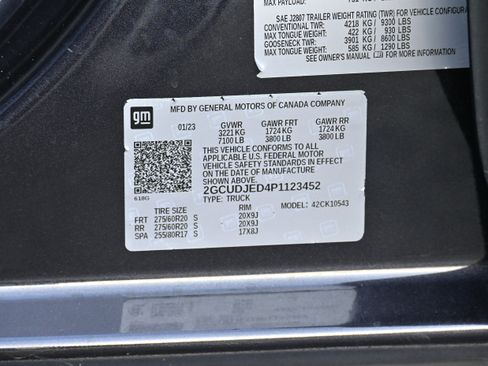 MAX PAYLOAD:
SAE J2807 TRAILER WEIGHT RATING (TWR) FOR VEHICLE CONFIGURA
CONVENTIONAL TWR: 4218 KG / 9300 LBS
MAX TONGUE WEIGHT: 422 KG / 930 LBS
GOOSENECK TWR: 3901 KG / 8600 LBS
MAX TONGUE WEIGHT: 585 KG / 1290 LBS
SEE OWNER'S MANUAL FOR MORE INFORMATION
gm
MFD BY GENERAL MOTORS OF CANADA COMPANY
01/23 GVWR GAWR FRT GAWR RR
3221 KG 1724 KG 1724 KG
7100 LB 3800 LB 3800 LB
THIS VEHICLE CONFORMS TO ALL
APPLICABLE U.S. FEDERAL MOTOR
VEHICLE SAFETY STANDARDS IN EFFECT
ON THE DATE OF MANUFACTURE SHOWN ABOVE.
2GCUDJED4P1123452
618G TYPE: TRUCK
TIRE SIZE RIM MODEL: 42CK10543
FRT 275/60R20 S 20X9J
RR 275/60R20 S 20X9J
SPA 255/80R17 S 17X8J